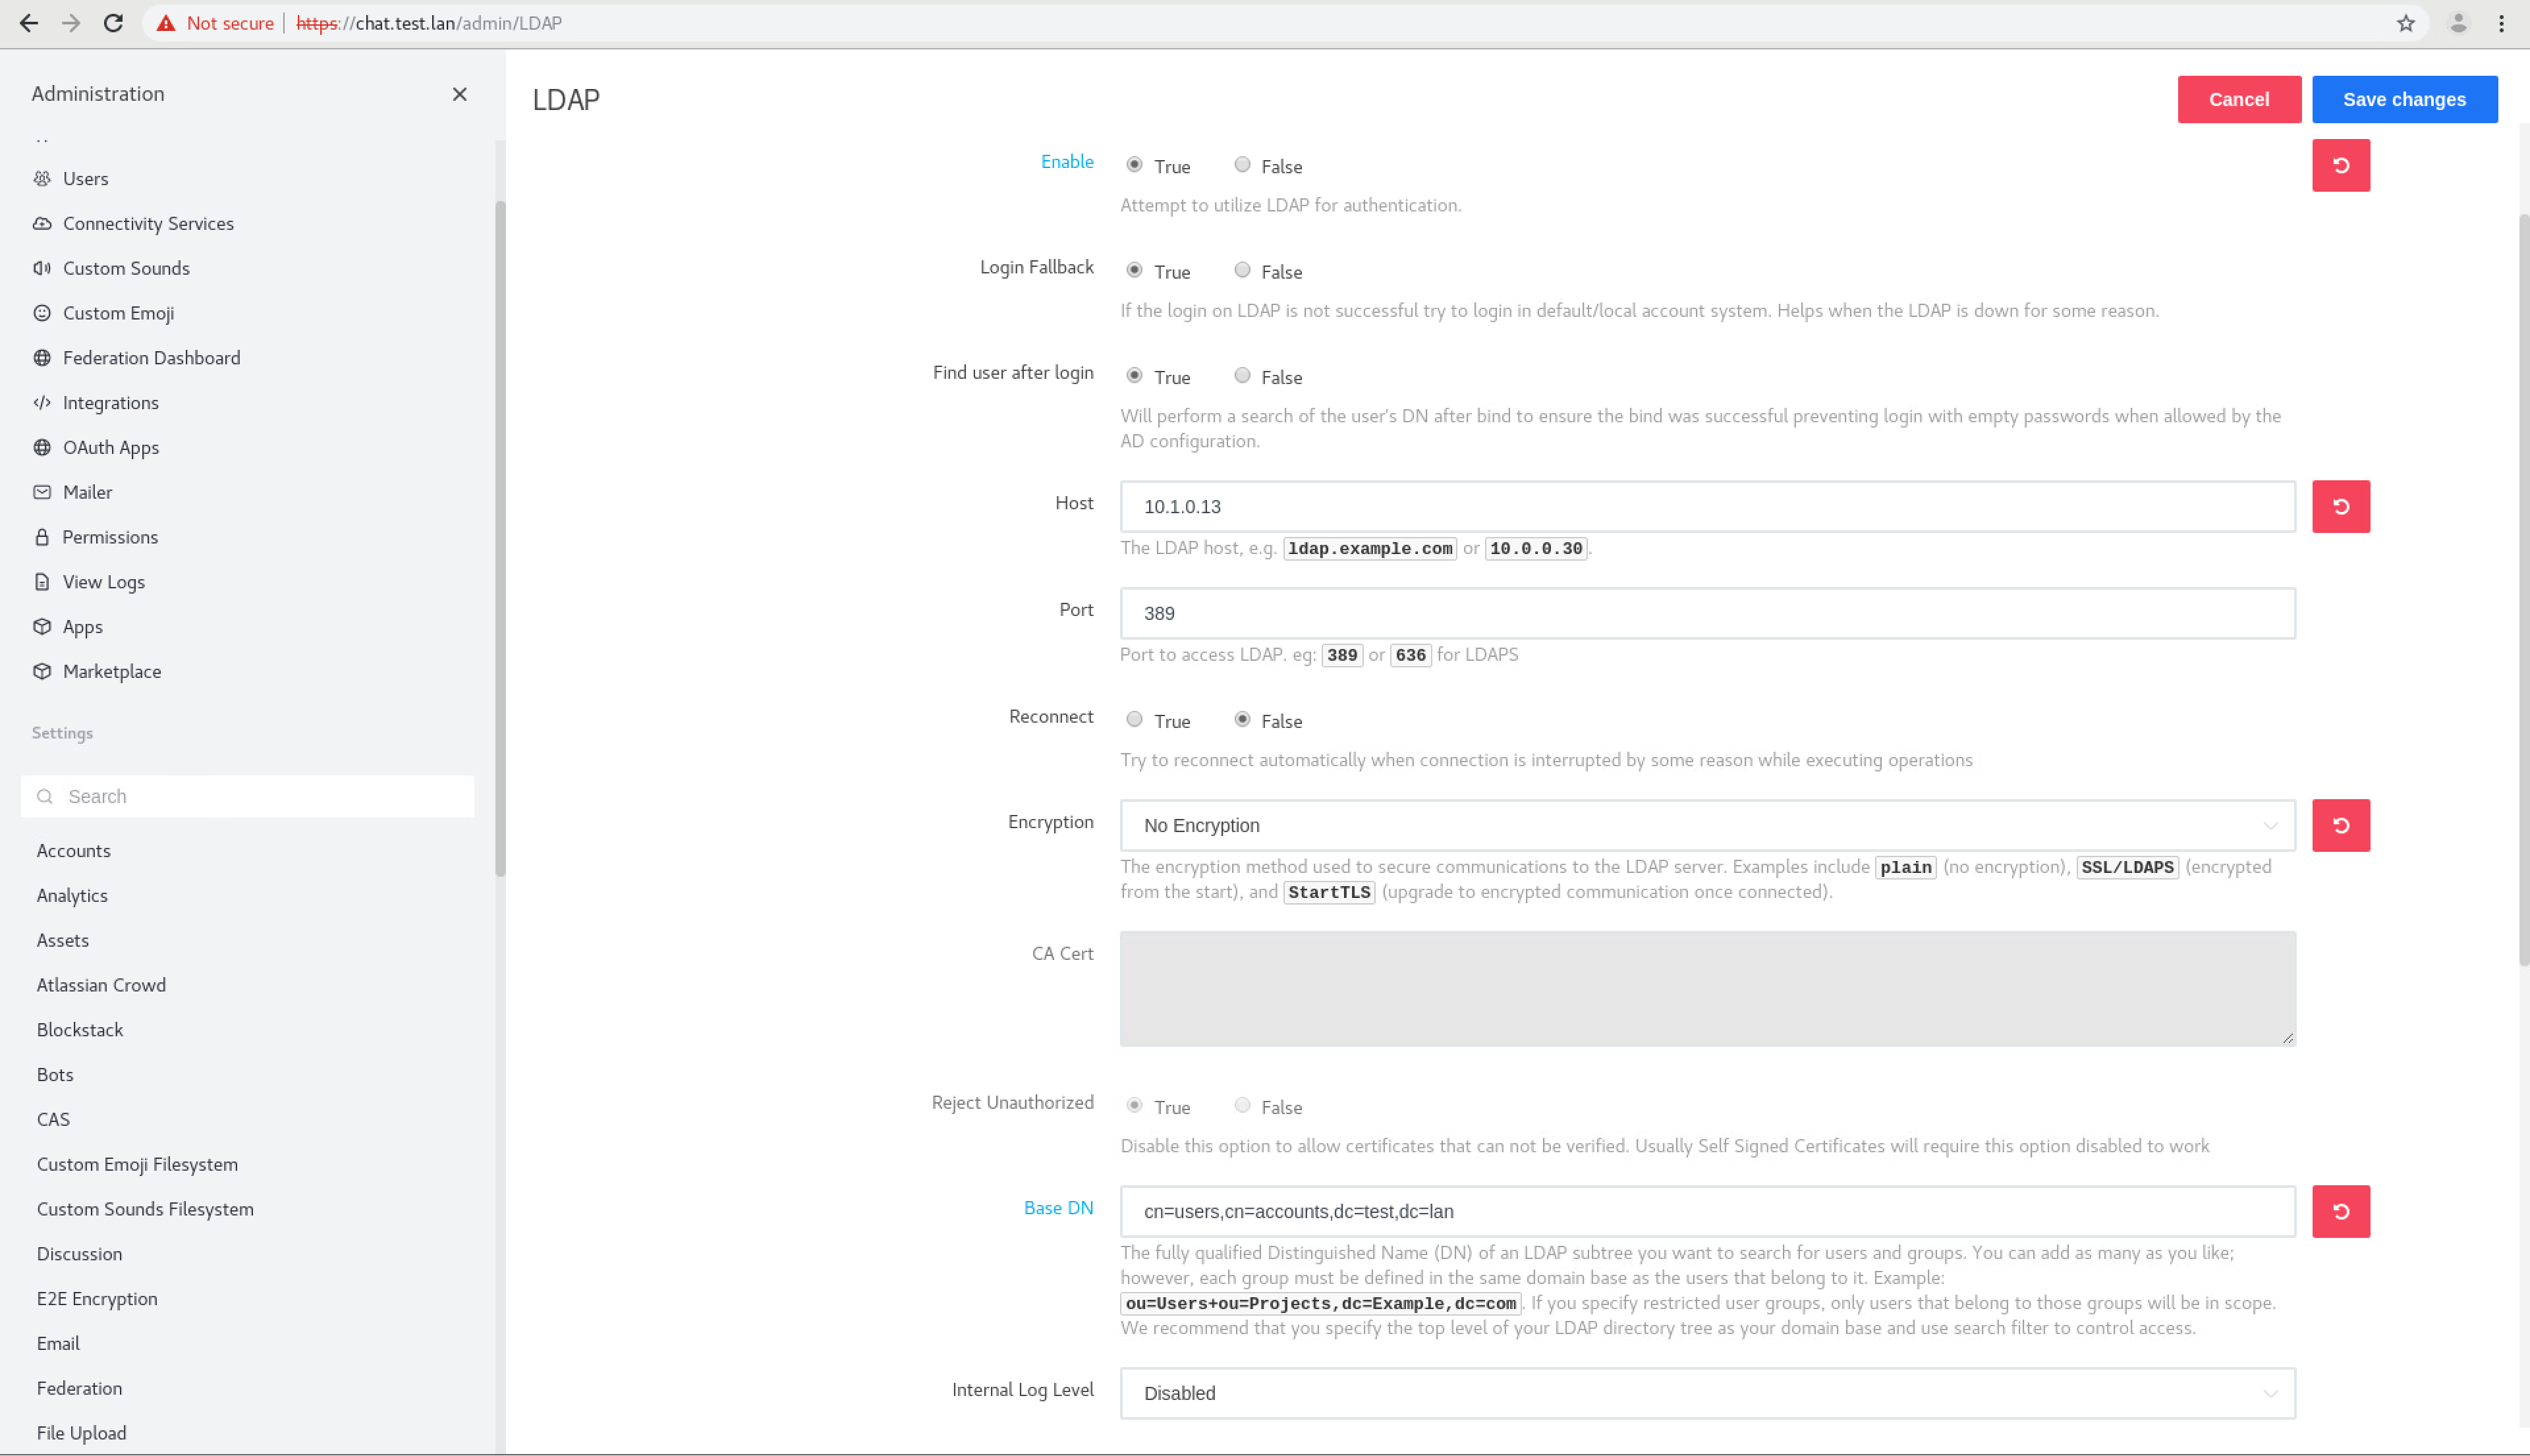 Not secure | https://chat.test.lan/admin/LDAP
Administration
Users
Connectivity Services
Custom Sounds
Custom Emoji
Federation Dashboard
Integrations
OAuth Apps
Mailer
Permissions
View Logs
Apps
Marketplace
Settings
Search
Accounts
Analytics
Assets
Atlassian Crowd
Blockstack
Bots
CAS
Custom Emoji Filesystem
Custom Sounds Filesystem
Discussion
E2E Encryption
Email
Federation
File Upload
LDAP
Cancel
Save changes
Enable
True False
Attempt to utilize LDAP for authentication.
Login Fallback
True False
If the login on LDAP is not successful try to login in default/local account system. Helps when the LDAP is down for some reason.
Find user after login
True False
Will perform a search of the user's DN after bind to ensure the bind was successful preventing login with empty passwords when allowed by the
AD configuration.
Host
10.1.0.13
The LDAP host, e.g. ldap.example.com or 10.0.0.30.
Port
389
Port to access LDAP. eg: 389 or 636 for LDAPS
Reconnect
True False
Try to reconnect automatically when connection is interrupted by some reason while executing operations
Encryption
No Encryption
The encryption method used to secure communications to the LDAP server. Examples include plain (no encryption), SSL/LDAPS (encrypted
from the start), and StartTLS (upgrade to encrypted communication once connected).
CA Cert
Reject Unauthorized
True False
Disable this option to allow certificates that can not be verified. Usually Self Signed Certificates will require this option disabled to work
Base DN
cn=users,cn=accounts,dc=test,dc=lan
The fully qualified Distinguished Name (DN) of an LDAP subtree you want to search for users and groups. You can add as many as you like;
however, each group must be defined in the same domain base as the users that belong to it. Example:
ou=Users+ou=Projects,dc=Example,dc=com. If you specify restricted user groups, only users that belong to those groups will be in scope.
We recommend that you specify the top level of your LDAP directory tree as your domain base and use search filter to control access.
Internal Log Level
Disabled